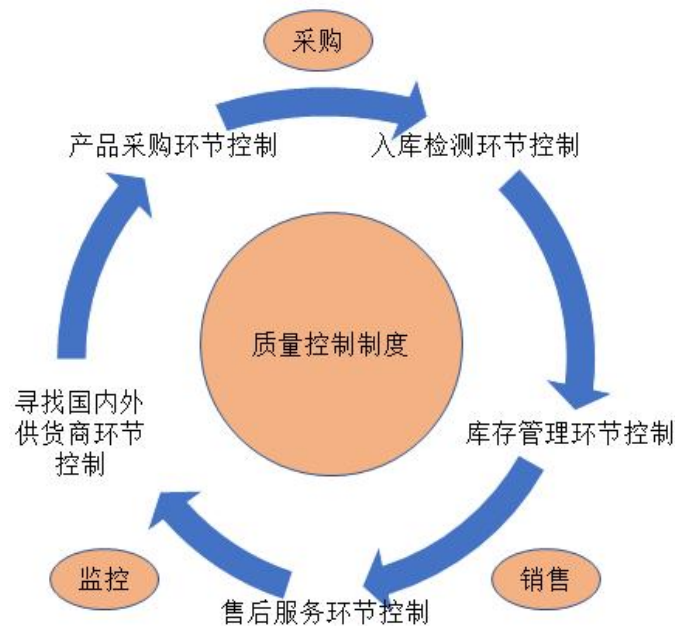 采购
产品采购环节控制
入库检测环节控制
质量控制制度
寻找国内外
供货商环节
控制
库存管理环节控制
监控
销售
售后服务环节控制